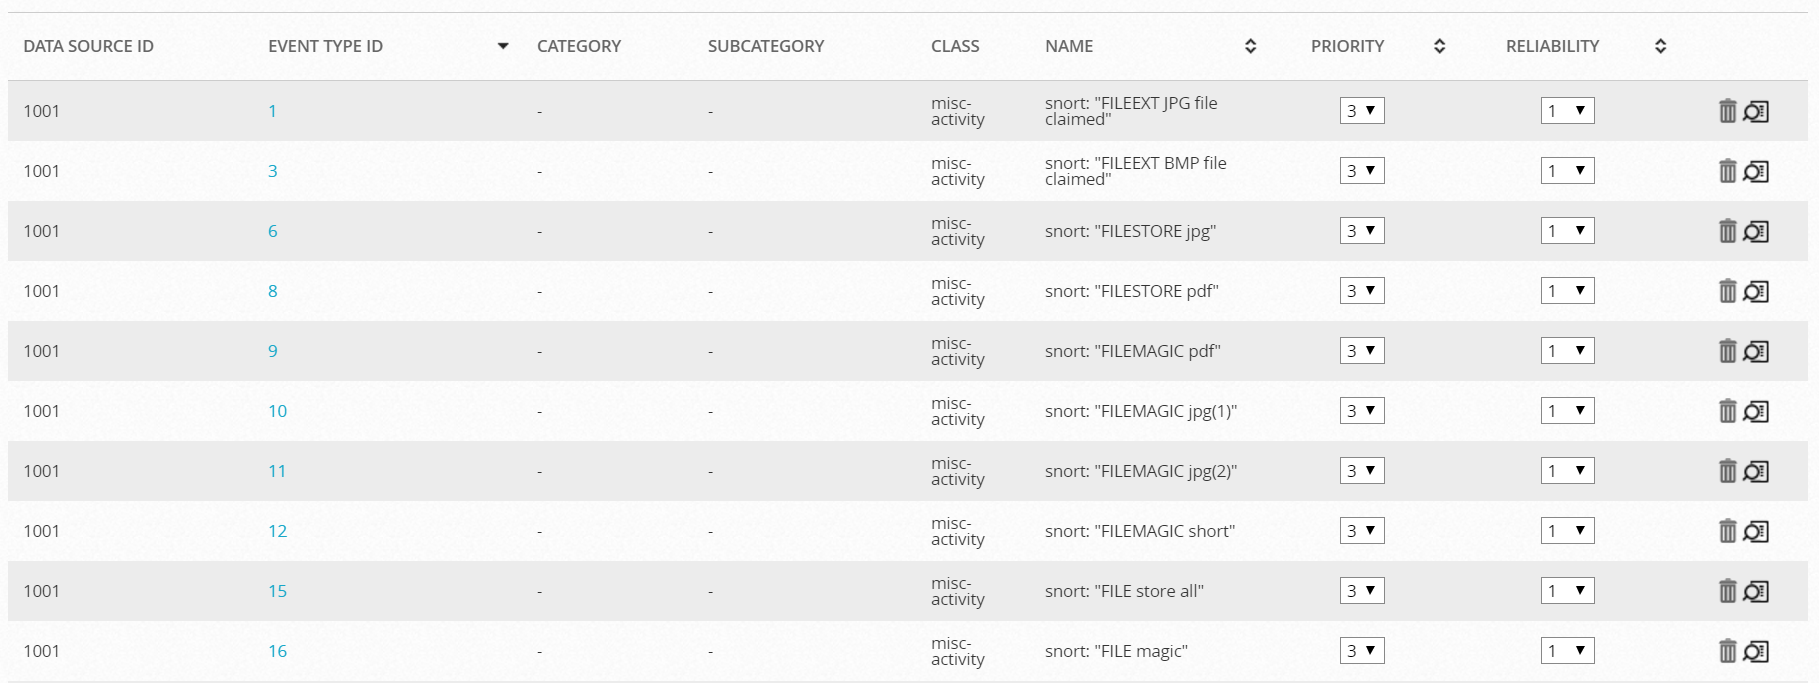 DATA SOURCE ID EVENT TYPE ID CATEGORY SUBCATEGORY CLASS NAME PRIORITY RELIABILITY
1001 1 - - misc-activity snort: "FILEEXT JPG file claimed" 3 1
1001 3 - - misc-activity snort: "FILEEXT BMP file claimed" 3 1
1001 6 - - misc-activity snort: "FILESTORE jpg" 3 1
1001 8 - - misc-activity snort: "FILESTORE pdf" 3 1
1001 9 - - misc-activity snort: "FILEMAGIC pdf" 3 1
1001 10 - - misc-activity snort: "FILEMAGIC jpg(1)" 3 1
1001 11 - - misc-activity snort: "FILEMAGIC jpg(2)" 3 1
1001 12 - - misc-activity snort: "FILEMAGIC short" 3 1
1001 15 - - misc-activity snort: "FILE store all" 3 1
1001 16 - - misc-activity snort: "FILE magic" 3 1